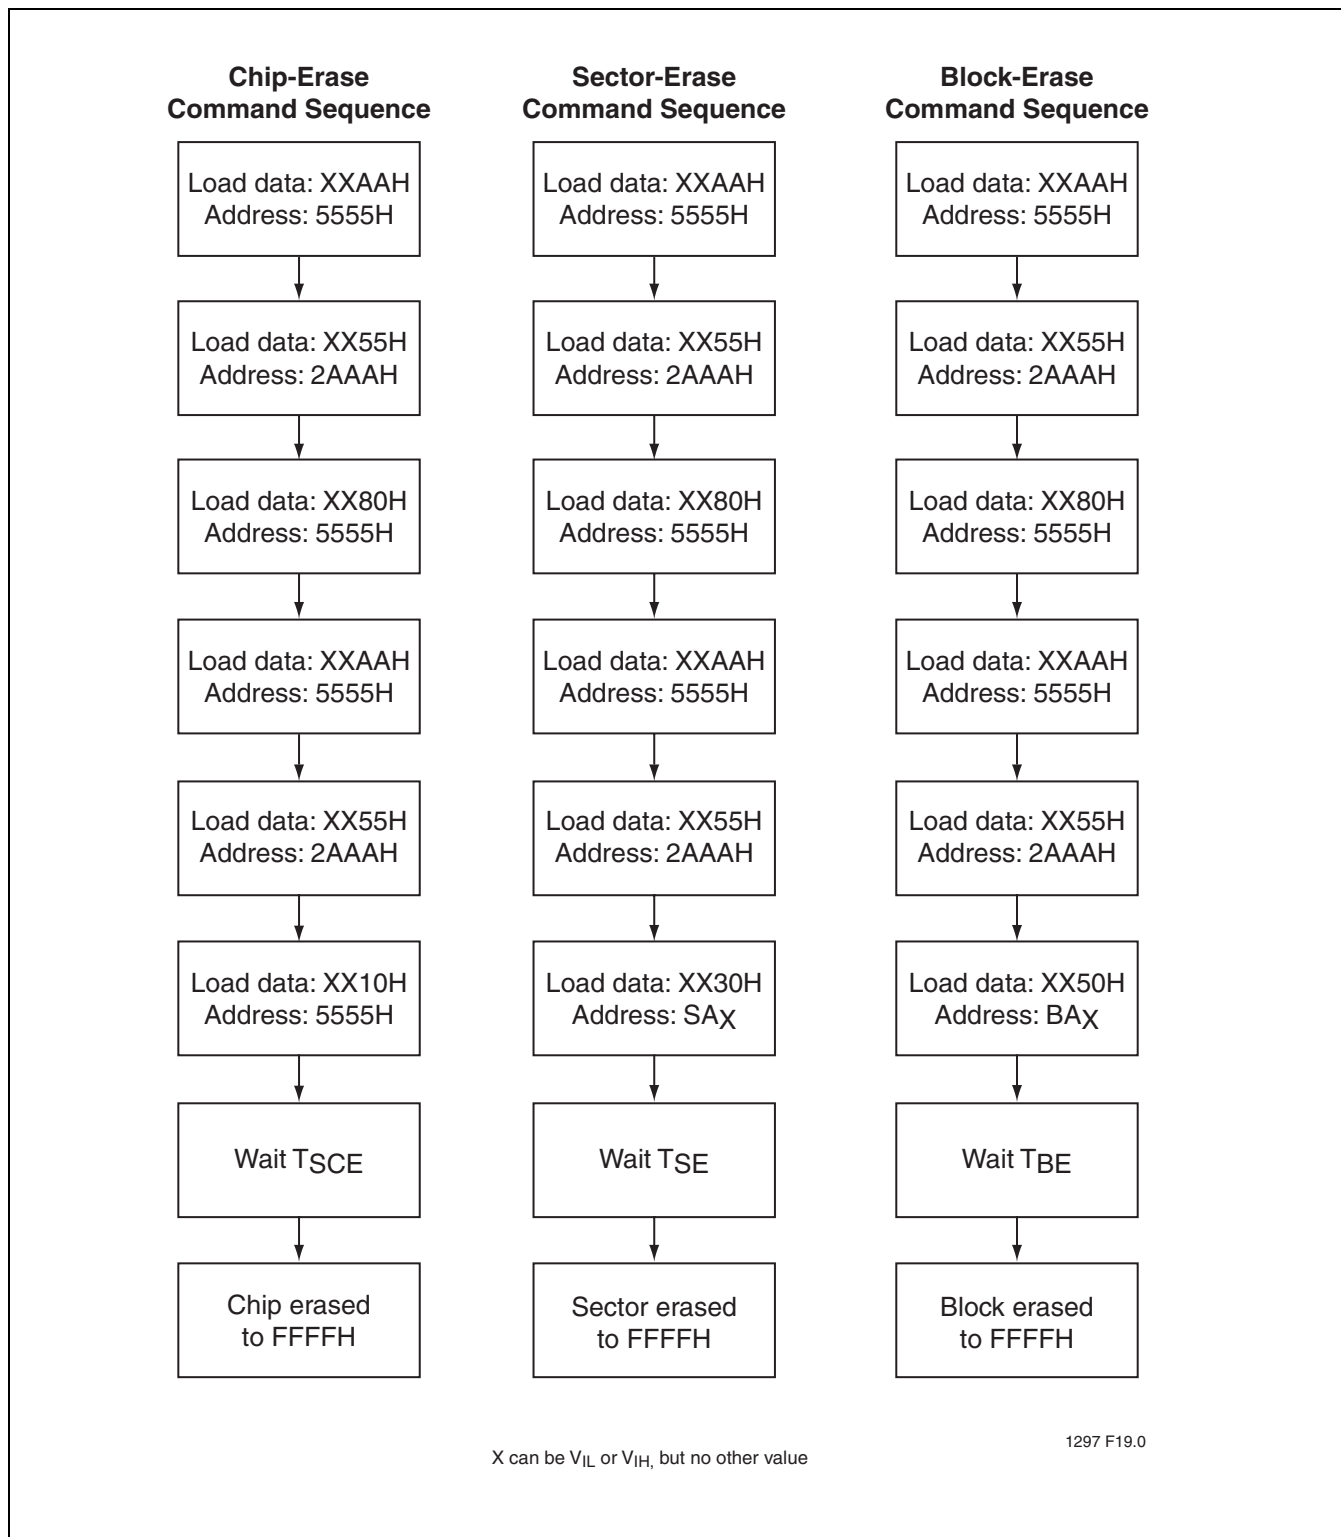 Chip-Erase
Command Sequence
Load data: XXAAH
Address: 5555H
Load data: XX55H
Address: 2AAAH
Load data: XX80H
Address: 5555H
Load data: XXAAH
Address: 5555H
Load data: XX55H
Address: 2AAAH
Load data: XX10H
Address: 5555H
Wait TSCE
Chip erased
to FFFFH
Sector-Erase
Command Sequence
Load data: XXAAH
Address: 5555H
Load data: XX55H
Address: 2AAAH
Load data: XX80H
Address: 5555H
Load data: XXAAH
Address: 5555H
Load data: XX55H
Address: 2AAAH
Load data: XX30H
Address: SAX
Wait TSE
Sector erased
to FFFFH
Block-Erase
Command Sequence
Load data: XXAAH
Address: 5555H
Load data: XX55H
Address: 2AAAH
Load data: XX80H
Address: 5555H
Load data: XXAAH
Address: 5555H
Load data: XX55H
Address: 2AAAH
Load data: XX50H
Address: BAX
Wait TBE
Block erased
to FFFFH
1297 F19.0
X can be VIL or VIH, but no other value